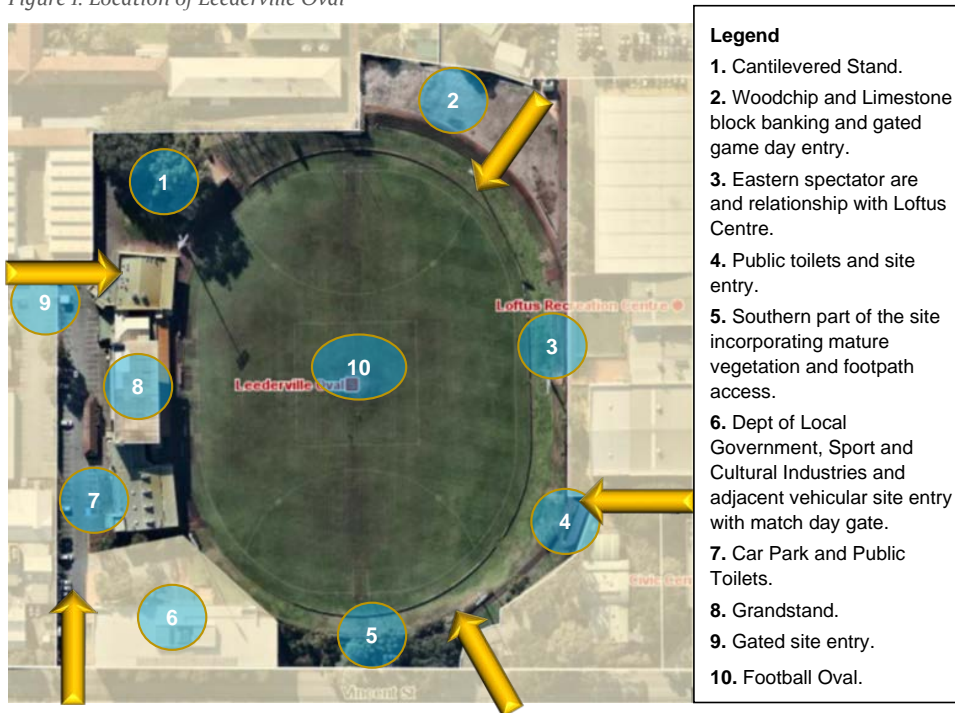 Figure 1. Location of Leederville Oval
2
1
9
Loftus Recreation Centre
3
10
Leederville Oval
8
7
4
6
5
Vincent St
Legend
1. Cantilevered Stand.
2. Woodchip and Limestone
block banking and gated
game day entry.
3. Eastern spectator are
and relationship with Loftus
Centre.
4. Public toilets and site
entry.
5. Southern part of the site
incorporating mature
vegetation and footpath
access.
6. Dept of Local
Government, Sport and
Cultural Industries and
adjacent vehicular site entry
with match day gate.
7. Car Park and Public
Toilets.
8. Grandstand.
9. Gated site entry.
10. Football Oval.